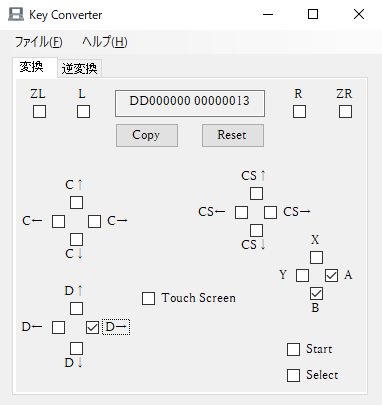 Key Converter
ファイル(F) ヘルプ(H)
変換 逆変換
ZL L DD000000 00000013 R ZR
Copy Reset
C↑ CS↑
C← C→ CS← CS→
C↓ CS↓
X
Y A
B
D↑
D← D→ Touch Screen
D↓
Start
Select